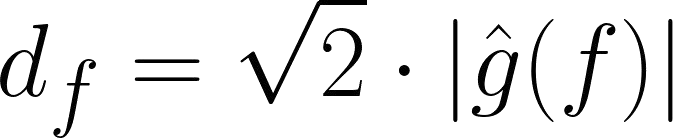 d_f = √2 · |ĝ(f)|